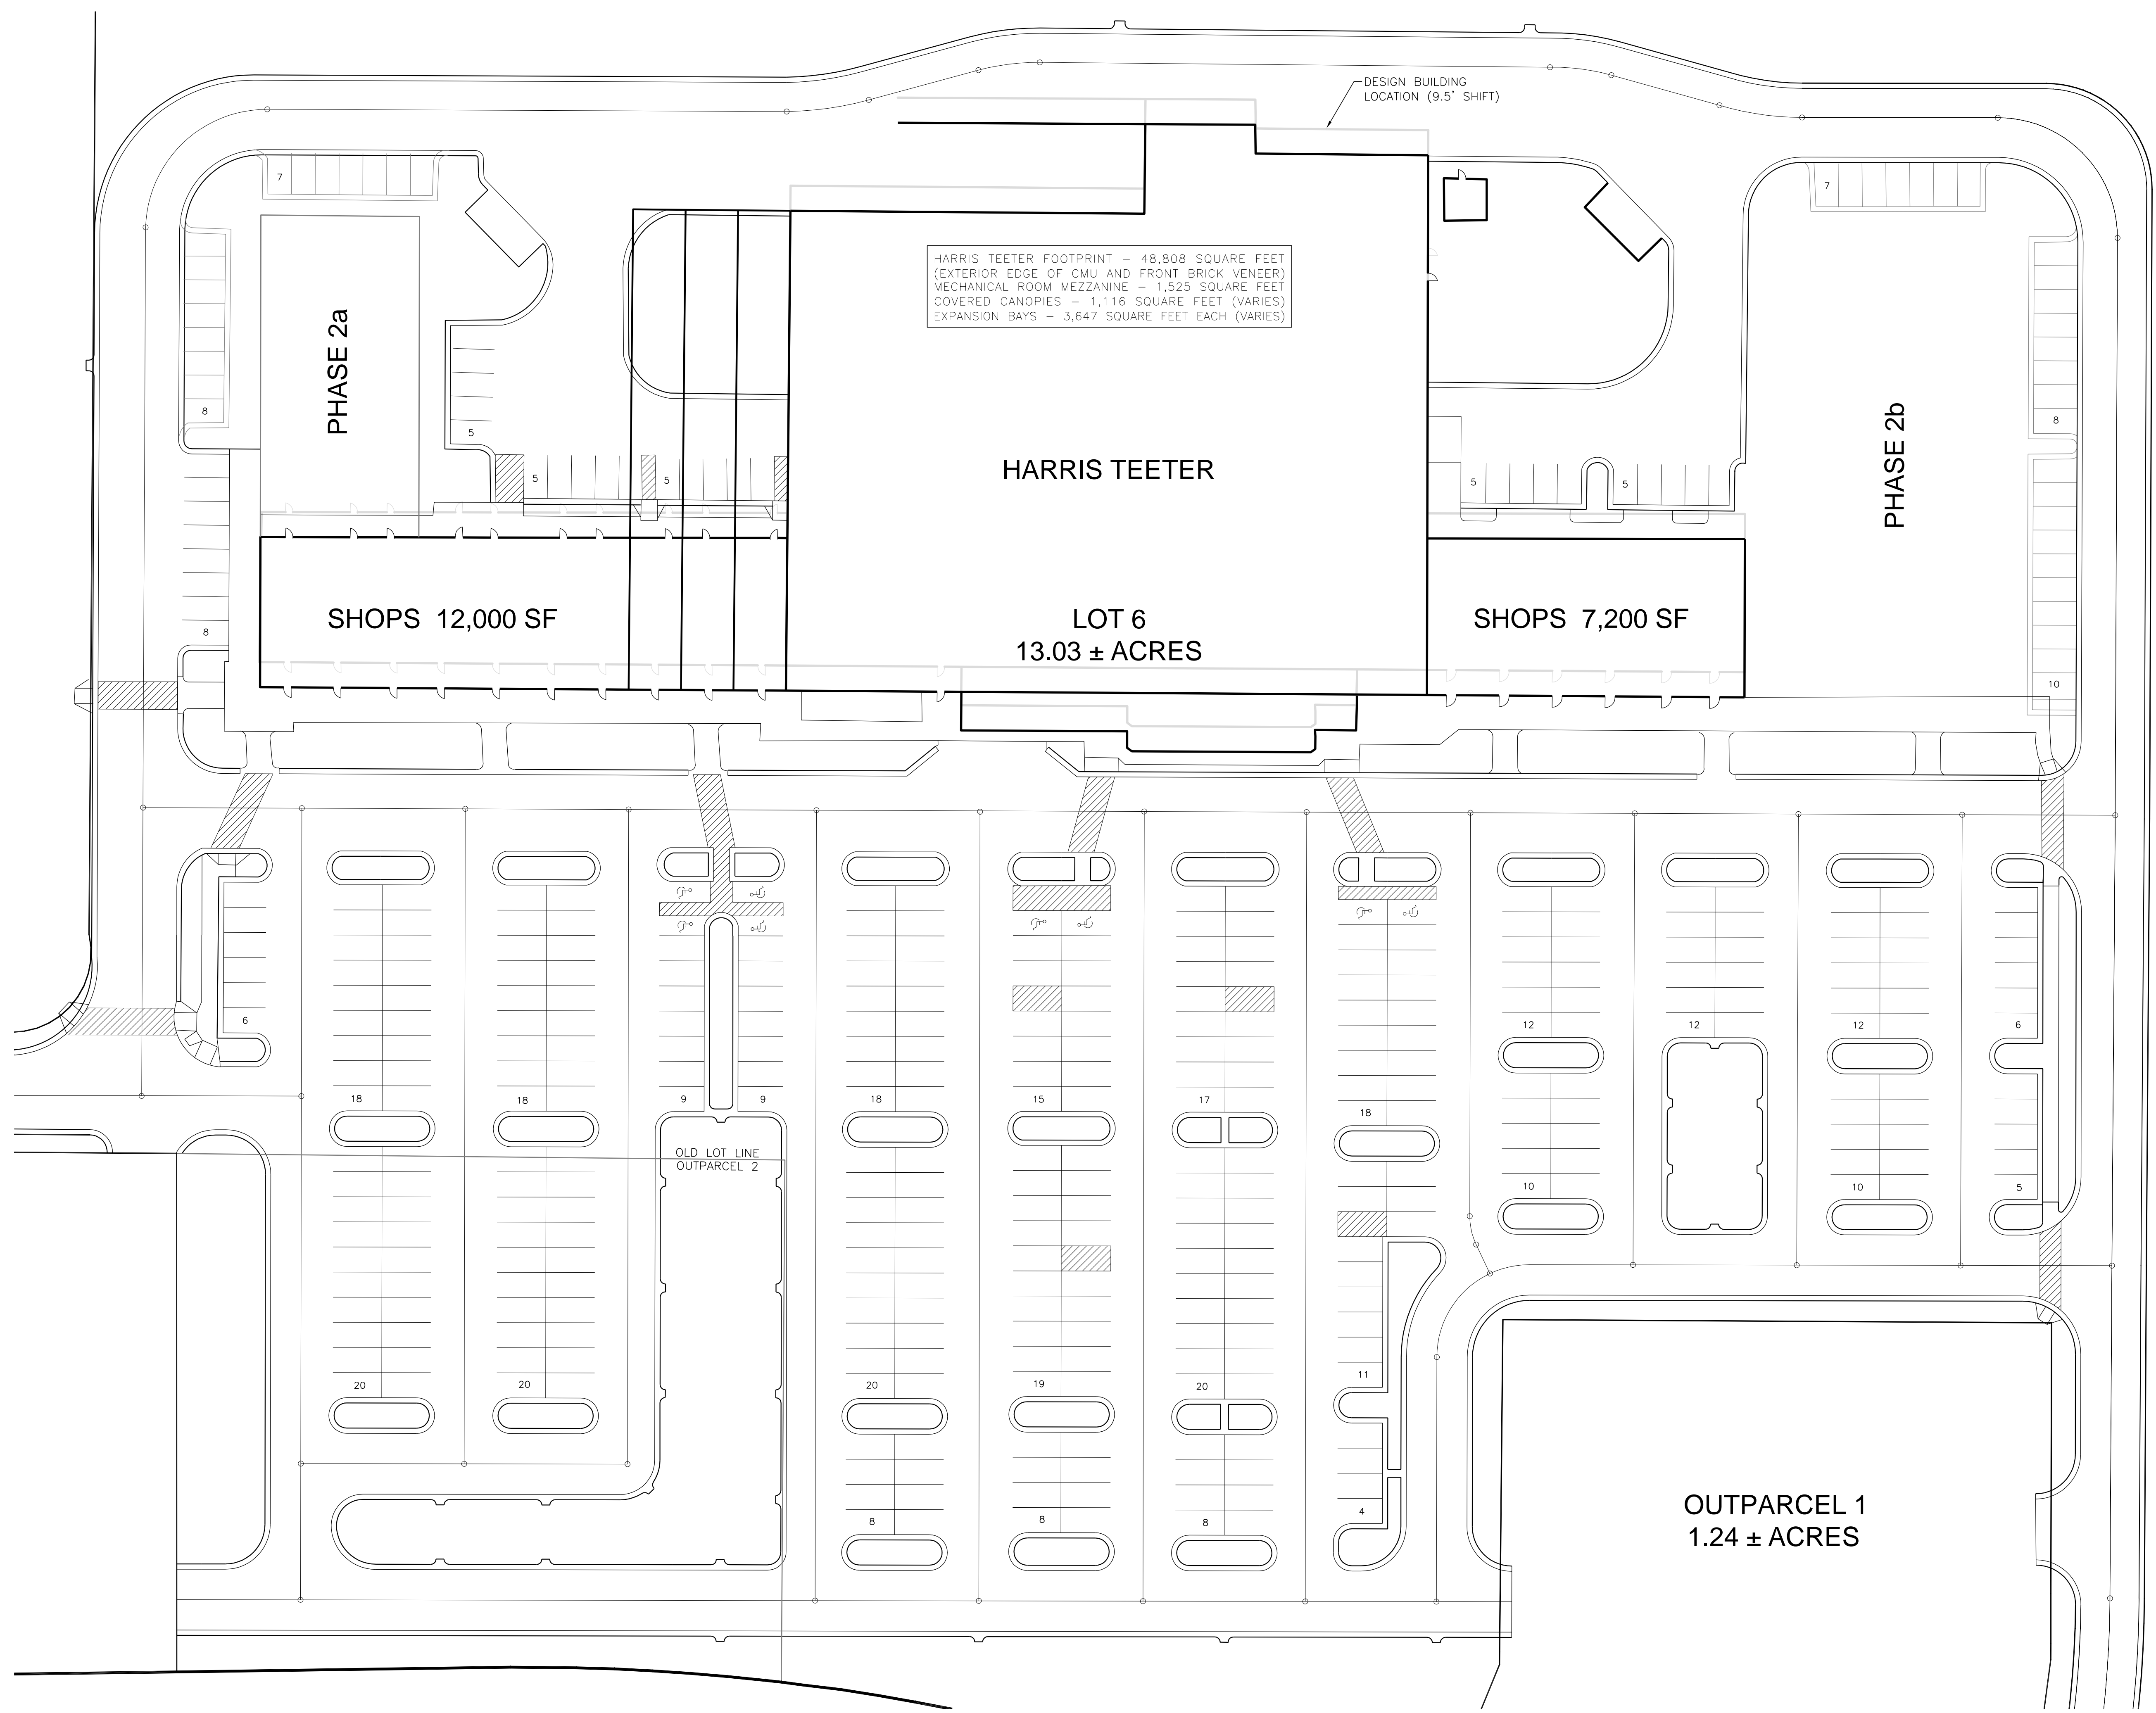 DESIGN BUILDING
LOCATION (9.5' SHIFT)
7
7
8
PHASE 2a
5
5
5
HARRIS TEETER FOOTPRINT – 48,808 SQUARE FEET
(EXTERIOR EDGE OF CMU AND FRONT BRICK VENEER)
MECHANICAL ROOM MEZZANINE – 1,525 SQUARE FEET
COVERED CANOPIES – 1,116 SQUARE FEET (VARIES)
EXPANSION BAYS – 3,647 SQUARE FEET EACH (VARIES)
HARRIS TEETER
5
5
PHASE 2b
8
8
SHOPS 12,000 SF
LOT 6
13.03 ± ACRES
SHOPS 7,200 SF
10
6
12
12
12
6
18
18
9
9
18
15
17
18
OLD LOT LINE
OUTPARCEL 2
10
10
5
20
20
20
19
20
11
8
8
8
4
OUTPARCEL 1
1.24 ± ACRES